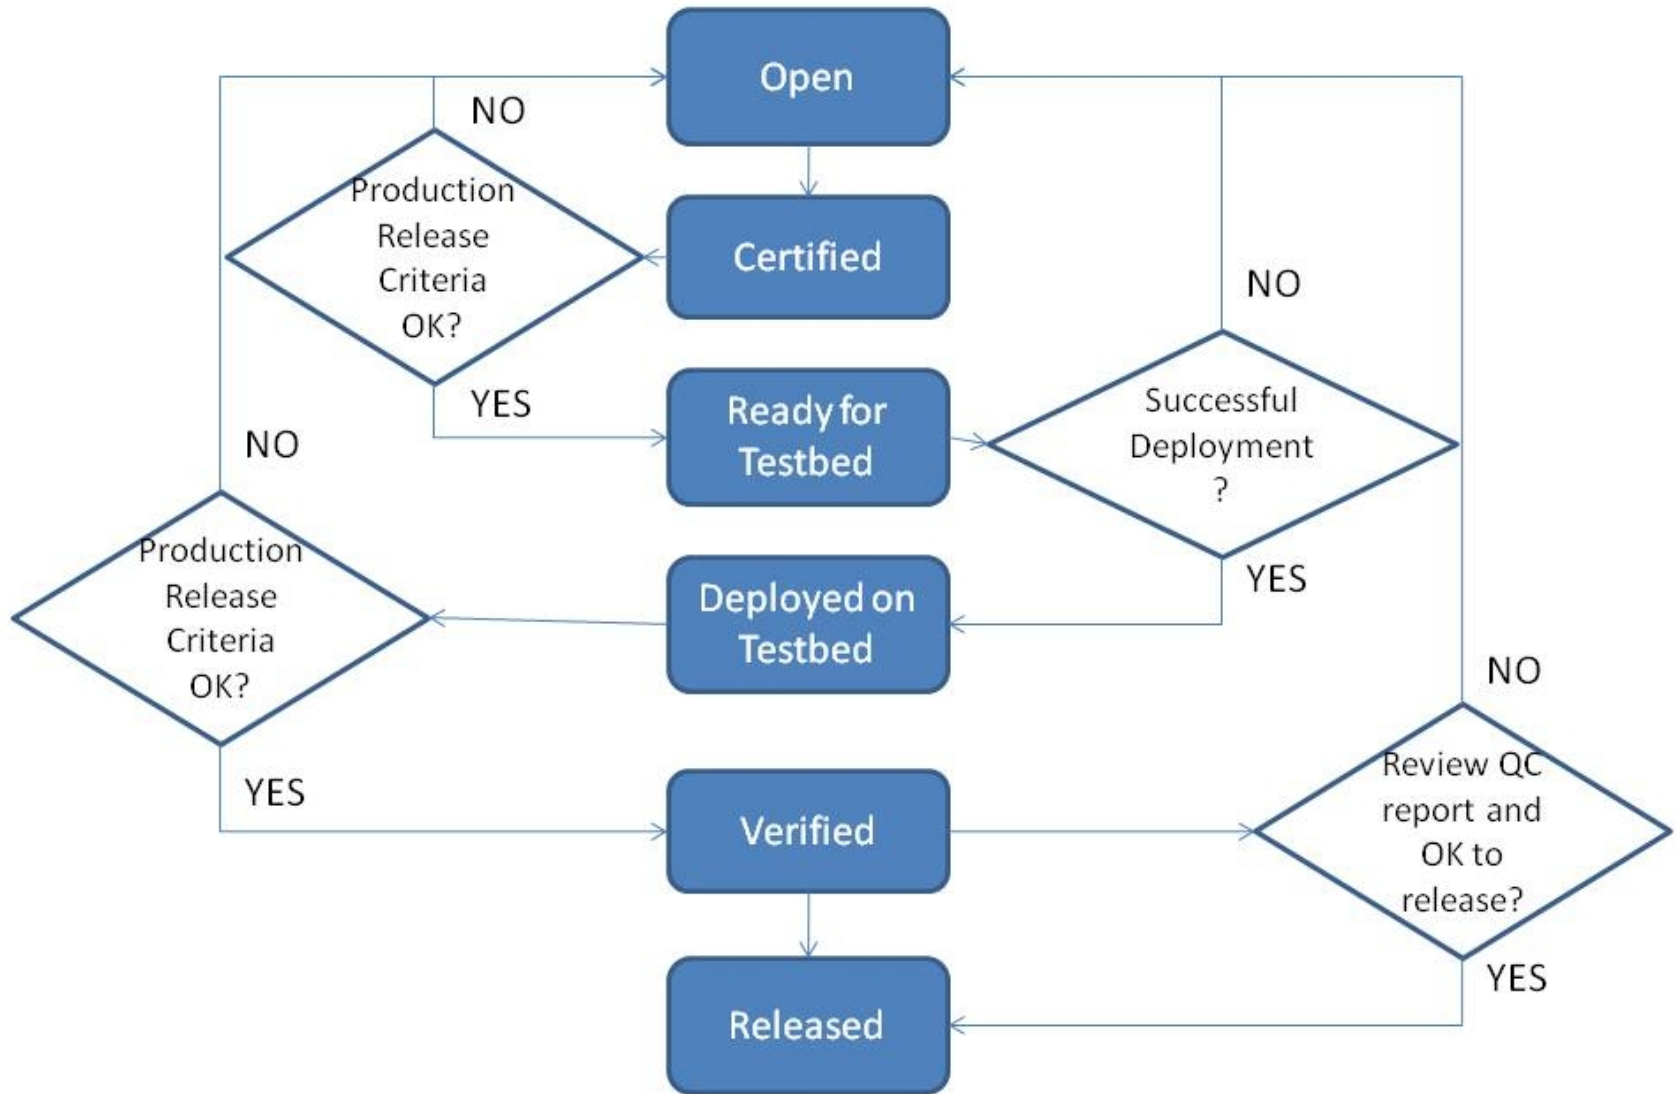 Open
NO
Production
Release
Criteria
OK?
Certified
NO
YES
Ready for
Testbed
Successful
Deployment
?
NO
Production
Release
Criteria
OK?
Deployed on
Testbed
YES
NO
YES
Verified
Review QC
report and
OK to
release?
YES
Released